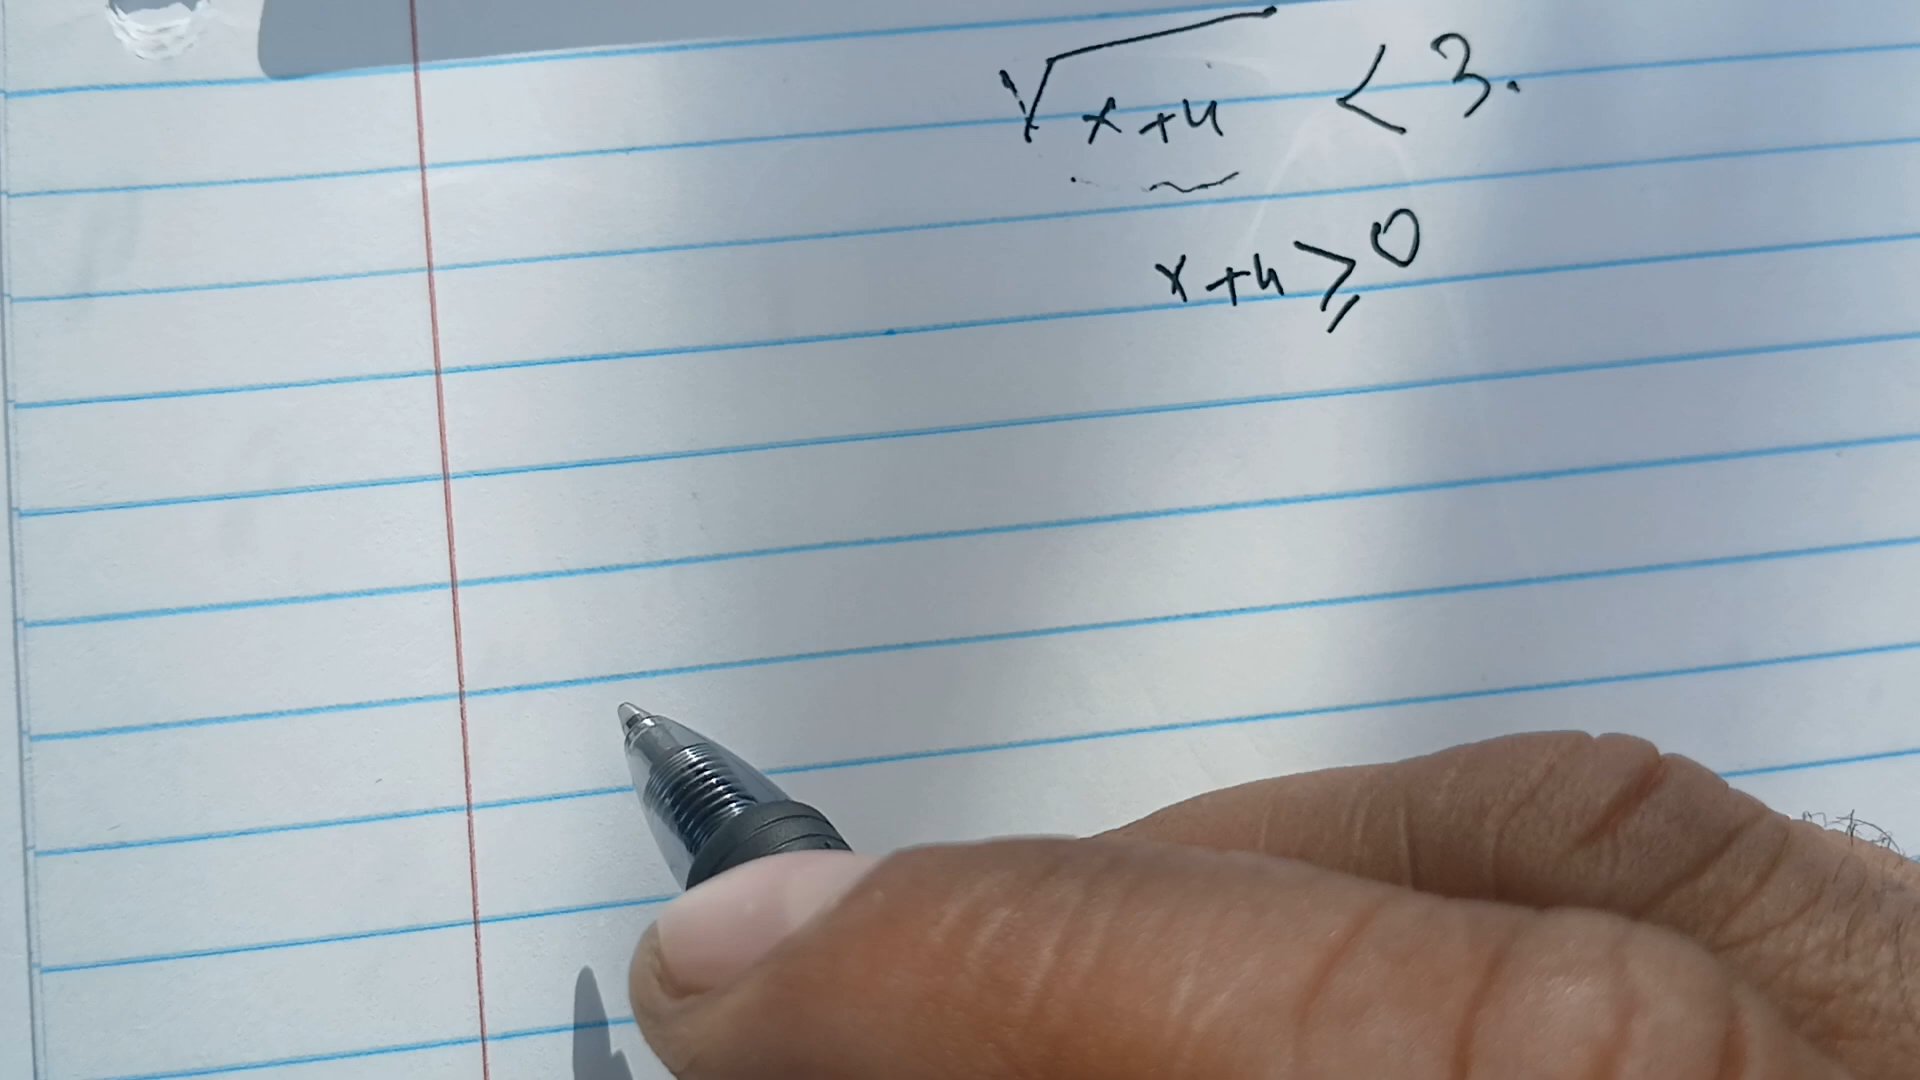 √x+4 < 3.
x+4 ≥ 0